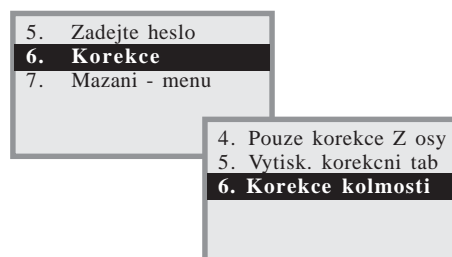 5. Zadejte heslo
6. Korekce
7. Mazani - menu
4. Pouze korekce Z osy
5. Vytisk. korekcni tab
6. Korekce kolmosti